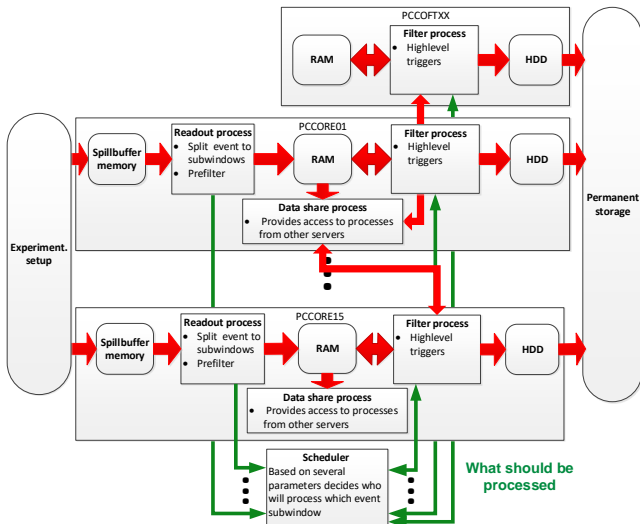 PCCOFTXX
RAM
Filter process
• Highlevel
triggers
HDD
PCCORE01
Spillbuffer
memory
Readout process
• Split event to
subwindows
• Prefilter
RAM
Filter process
• Highlevel
triggers
HDD
Data share process
• Provides access to processes
from other servers
Experiment.
setup
Permanent
storage
PCCORE15
Spillbuffer
memory
Readout process
• Split event to
subwindows
• Prefilter
RAM
Filter process
• Highlevel
triggers
HDD
Data share process
• Provides access to processes
from other servers
Scheduler
Based on several
parameters decides who
will process which event
subwindow
What should be
processed